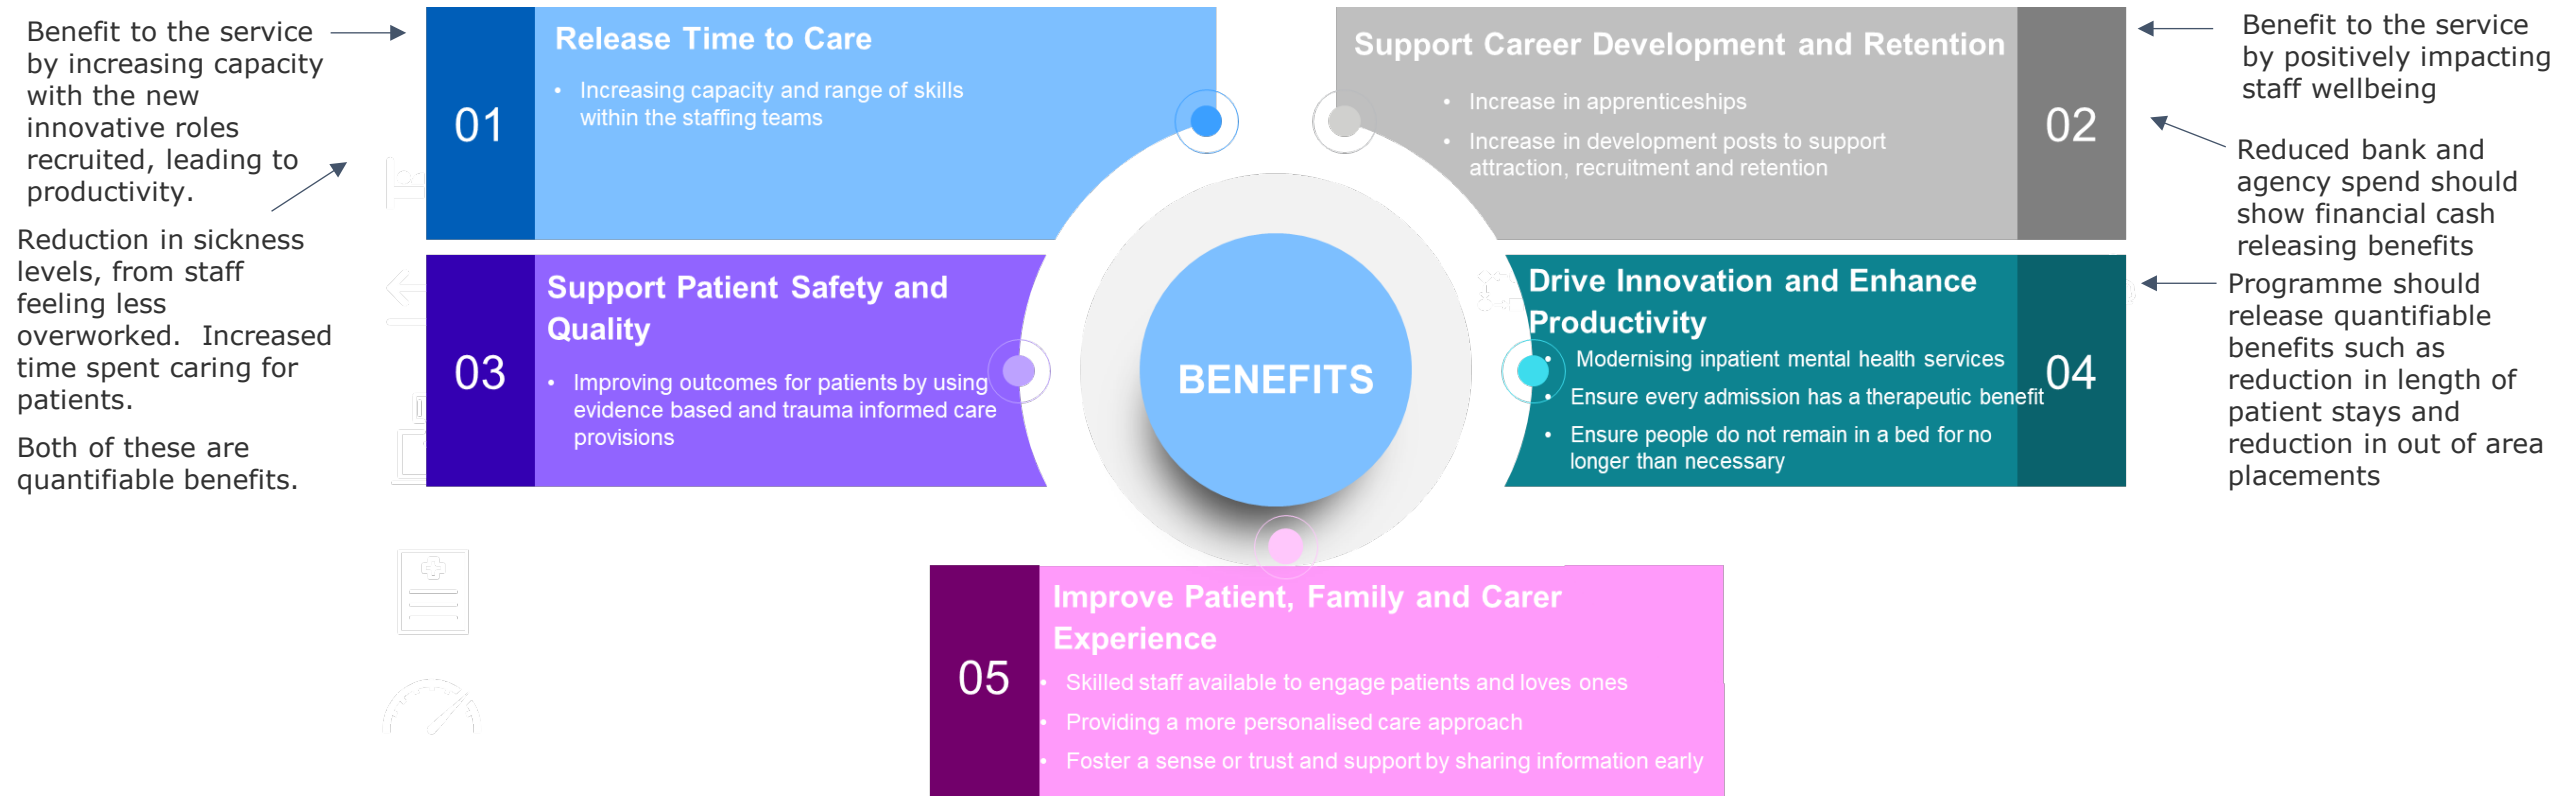 Benefit to the service
by increasing capacity
with the new
innovative roles
recruited, leading to
productivity.
Reduction in sickness
levels, from staff
feeling less
overworked.  Increased
time spent caring for
patients.
Both of these are
quantifiable benefits.
01
Release Time to Care
• Increasing capacity and range of skills
within the staffing teams
Support Career Development and Retention
• Increase in apprenticeships
• Increase in development posts to support
attraction, recruitment and retention
02
03
Support Patient Safety and
Quality
• Improving outcomes for patients by using
evidence based and trauma informed care
provisions
BENEFITS
Drive Innovation and Enhance
Productivity
• Modernising inpatient mental health services
• Ensure every admission has a therapeutic benefit
• Ensure people do not remain in a bed for no
longer than necessary
04
05
Improve Patient, Family and Carer
Experience
• Skilled staff available to engage patients and loves ones
• Providing a more personalised care approach
• Foster a sense or trust and support by sharing information early
Benefit to the service
by positively impacting
staff wellbeing
Reduced bank and
agency spend should
show financial cash
releasing benefits
Programme should
release quantifiable
benefits such as
reduction in length of
patient stays and
reduction in out of area
placements